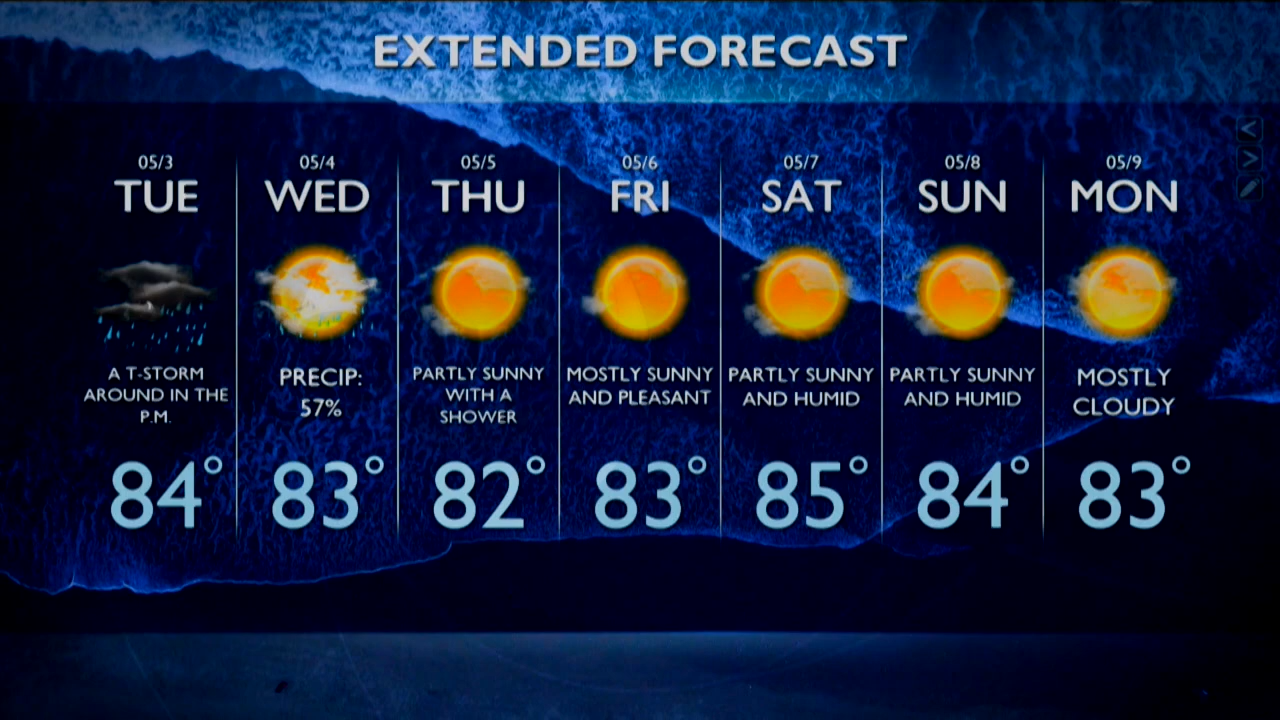 EXTENDED FORECAST
05/3
TUE
A T-STORM
AROUND IN THE
P.M.
84°
05/4
WED
PRECIP:
57%
83°
05/5
THU
PARTLY SUNNY
WITH A
SHOWER
82°
05/6
FRI
MOSTLY SUNNY
AND PLEASANT
83°
05/7
SAT
PARTLY SUNNY
AND HUMID
85°
05/8
SUN
PARTLY SUNNY
AND HUMID
84°
05/9
MON
MOSTLY
CLOUDY
83°